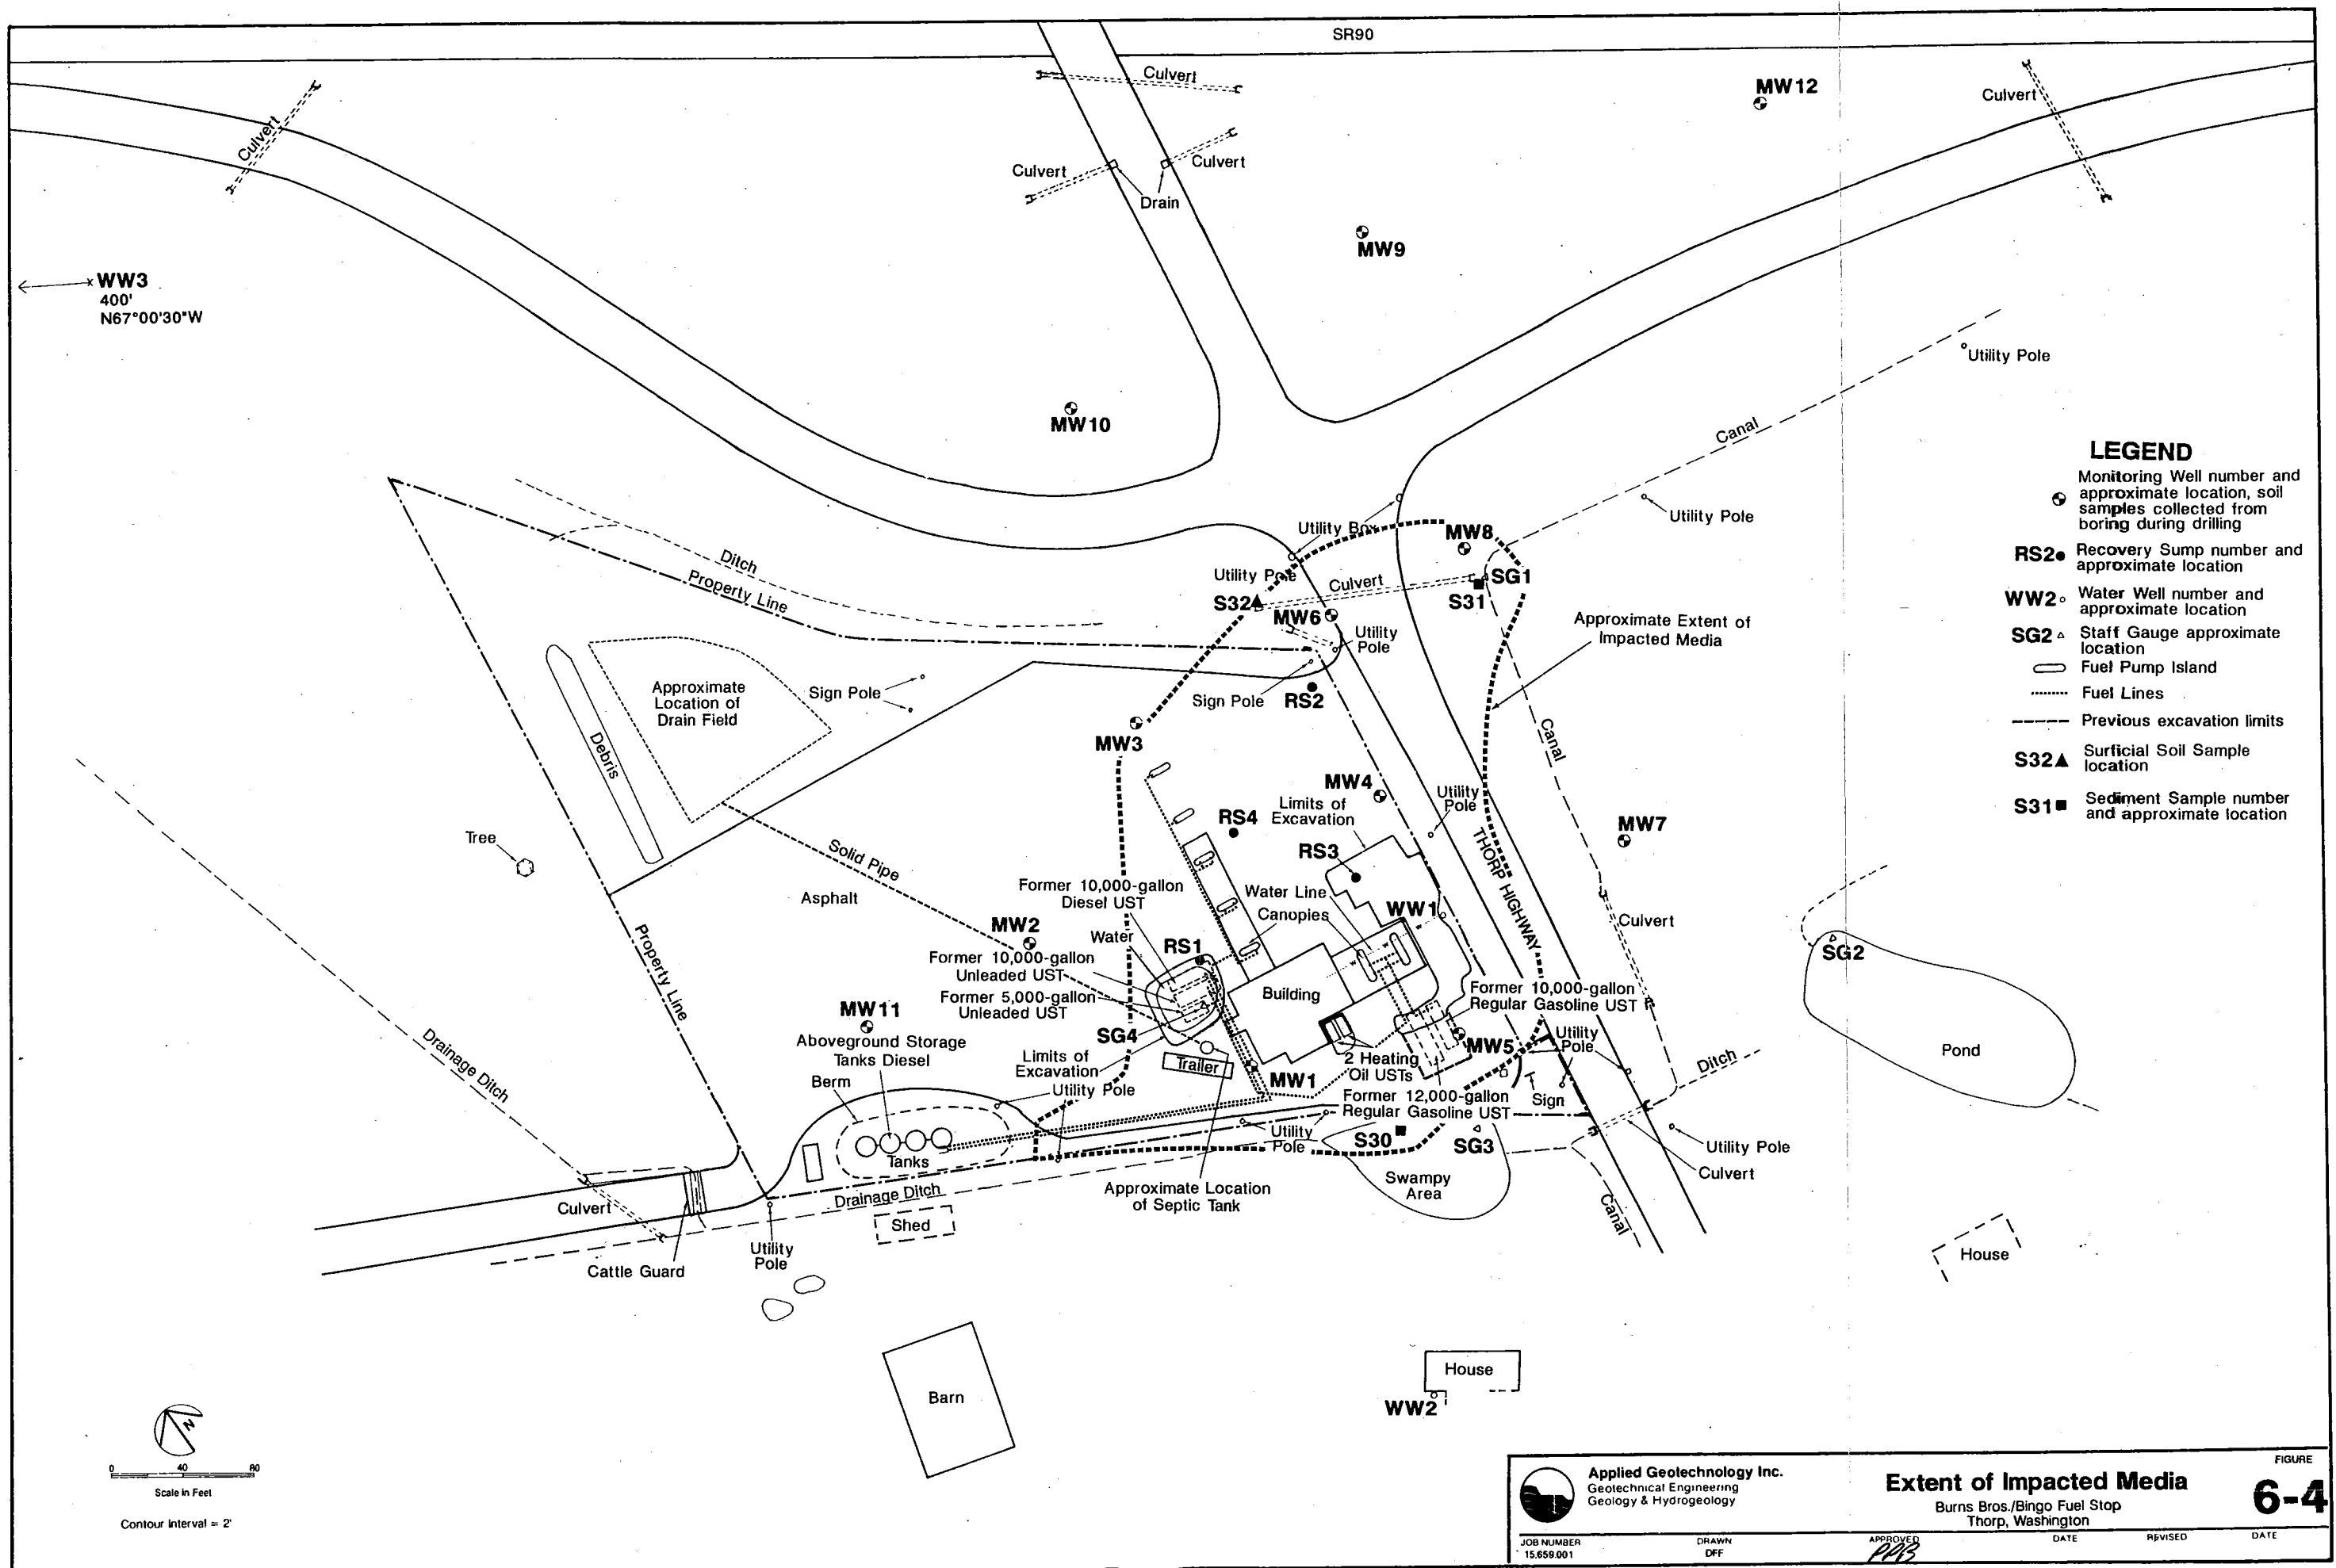 SR90
Culvert
MW12
Culvert
Culvert
Culvert
Culvert
Drain
MW9
WW3
400'
N67°00'30"W
Utility Pole
Canal
MW10
LEGEND
Monitoring Well number and
approximate location, soil
samples collected from
boring during drilling
RS2 Recovery Sump number and
approximate location
WW2 Water Well number and
approximate location
SG2 Staff Gauge approximate
location
Fuel Pump Island
Fuel Lines
Previous excavation limits
S32 Surficial Soil Sample
location
S31 Sediment Sample number
and approximate location
Utility Pole
Utility Box
MW8
Ditch
Property Line
Utility Pole
Culvert
SG1
S32
S31
MW6
Utility
Pole
Approximate Extent of
Impacted Media
Approximate
Location of
Drain Field
Sign Pole
Sign Pole
RS2
MW3
Canal
Debris
MW4
Limits of
Excavation
Utility
Pole
RS4
MW7
Tree
Solid Pipe
RS3
THORP HIGHWAY
Former 10,000-gallon
Diesel UST
Water Line
Asphalt
Canopies
WW1
MW2
Culvert
Water
RS1
SG2
Former 10,000-gallon
Unleaded UST
Property Line
Former 5,000-gallon
Unleaded UST
Building
Former 10,000-gallon
Regular Gasoline UST
MW11
SG4
Aboveground Storage
Tanks Diesel
MW5
Utility
Pole
Pond
Drainage Ditch
Limits of
Excavation
Trailer
2 Heating
Oil USTs
Ditch
Berm
Utility Pole
MW1
Former 12,000-gallon
Regular Gasoline UST
Sign
Utility
Pole
S30
SG3
Utility Pole
Tanks
Culvert
Drainage Ditch
Approximate Location
of Septic Tank
Swampy
Area
Culvert
Shed
Canal
Utility
Pole
Cattle Guard
House
House
Barn
WW2
N
0 40 80
Scale in Feet
Contour Interval = 2'
Applied Geotechnology Inc.
Geotechnical Engineering
Geology & Hydrogeology
Extent of Impacted Media
Burns Bros./Bingo Fuel Stop
Thorp, Washington
FIGURE
6-4
JOB NUMBER
15,659.001
DRAWN
DFF
APPROVED
DATE
REVISED
DATE